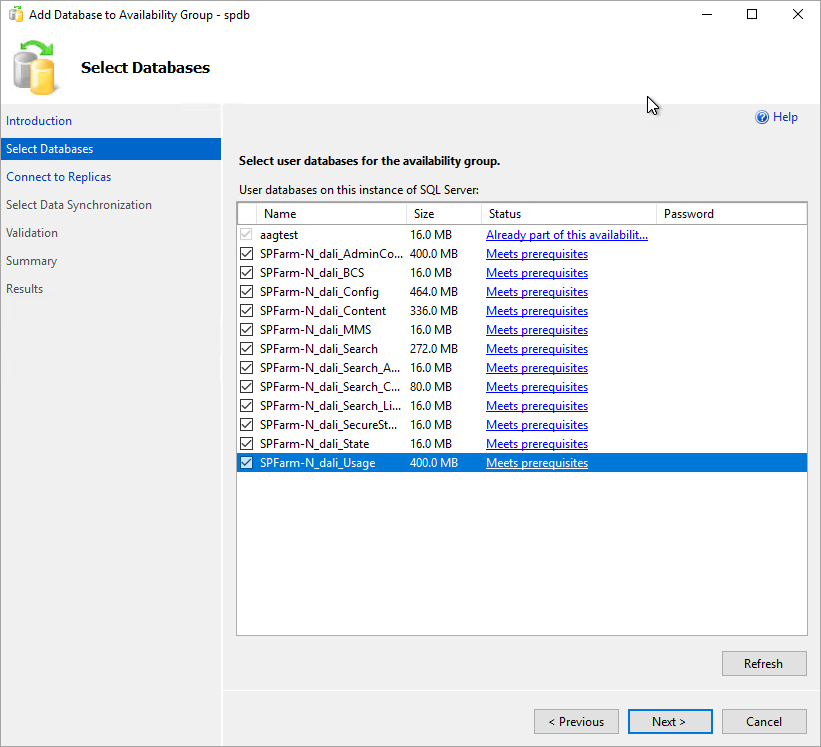 Add Database to Availability Group - spdb
Select Databases
Introduction
Select Databases
Connect to Replicas
Select Data Synchronization
Validation
Summary
Results
Help
Select user databases for the availability group.
User databases on this instance of SQL Server:
Name Size Status Password
aagtest 16.0 MB Already part of this availabilit...
SPFarm-N_dali_AdminCo... 400.0 MB Meets prerequisites
SPFarm-N_dali_BCS 16.0 MB Meets prerequisites
SPFarm-N_dali_Config 464.0 MB Meets prerequisites
SPFarm-N_dali_Content 336.0 MB Meets prerequisites
SPFarm-N_dali_MMS 16.0 MB Meets prerequisites
SPFarm-N_dali_Search 272.0 MB Meets prerequisites
SPFarm-N_dali_Search_A... 16.0 MB Meets prerequisites
SPFarm-N_dali_Search_C... 80.0 MB Meets prerequisites
SPFarm-N_dali_Search_Li... 16.0 MB Meets prerequisites
SPFarm-N_dali_SecureSt... 16.0 MB Meets prerequisites
SPFarm-N_dali_State 16.0 MB Meets prerequisites
SPFarm-N_dali_Usage 400.0 MB Meets prerequisites
Refresh
< Previous Next > Cancel